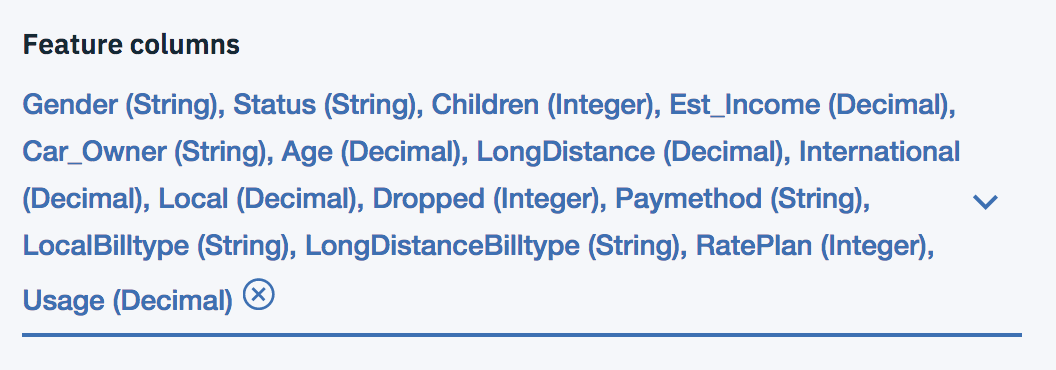 Feature columns
Gender (String), Status (String), Children (Integer), Est_Income (Decimal),
Car_Owner (String), Age (Decimal), LongDistance (Decimal), International
(Decimal), Local (Decimal), Dropped (Integer), Paymethod (String),
LocalBilltype (String), LongDistanceBilltype (String), RatePlan (Integer),
Usage (Decimal)